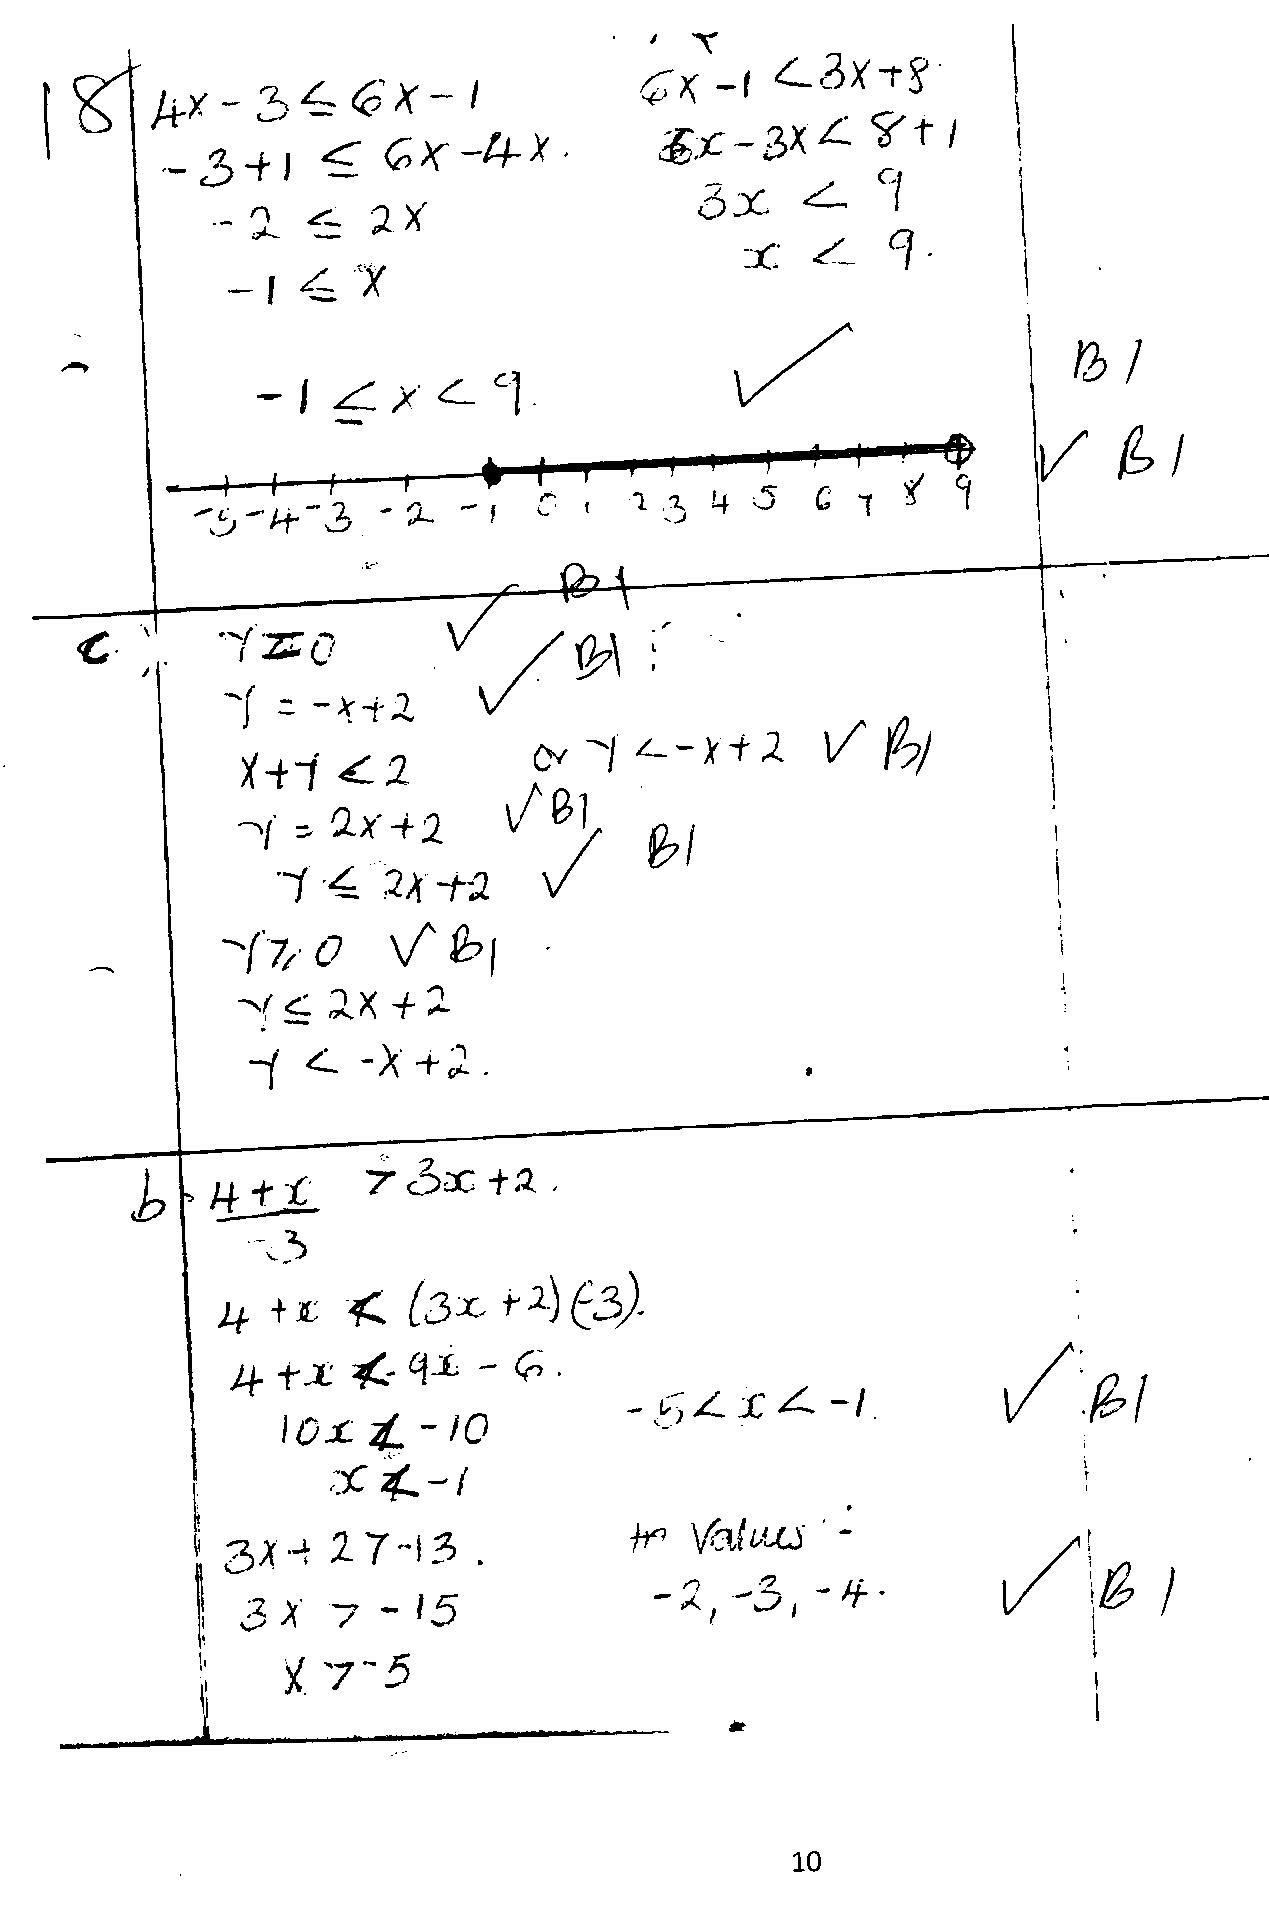 18 4x - 3 ≤ 6x - 1 6x - 1 < 3x + 8
-3 + 1 ≤ 6x - 4x. 6x - 3x < 8 + 1
-2 ≤ 2x 3x < 9
-1 ≤ x x < 9.
-1 ≤ x < 9. ✓ B1
✓ B1
-5 -4 -3 -2 -1 0 1 2 3 4 5 6 7 8 9
c. Y = 0 ✓ B1
Y = -x + 2 ✓ B1
x + Y < 2 or Y < -x + 2 ✓ B1
Y = 2x + 2 ✓ B1
Y ≤ 2x + 2 ✓ B1
Y ≥ 0 ✓ B1
Y ≤ 2x + 2
Y < -x + 2.
b. 4 + x > 3x + 2.
-3
4 + x < (3x + 2)(-3).
4 + x < -9x - 6.
10x < -10 -5 < x < -1. ✓ B1
x < -1
3x + 2 > -13. Values :-
3x > -15 -2, -3, -4. ✓ B1
x > -5
10